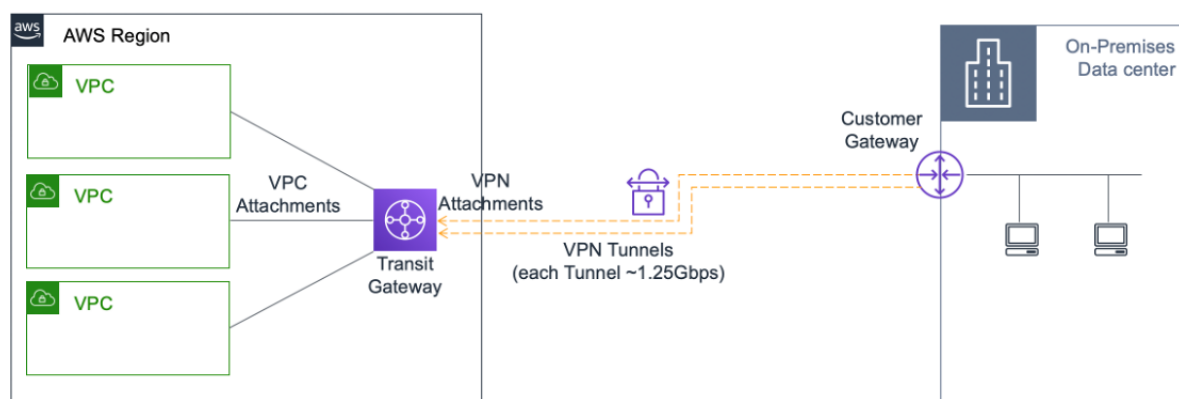 aws
AWS Region
VPC
VPC
VPC
VPC
Attachments
Transit
Gateway
VPN
Attachments
VPN Tunnels
(each Tunnel ~1.25Gbps)
Customer
Gateway
On-Premises
Data center